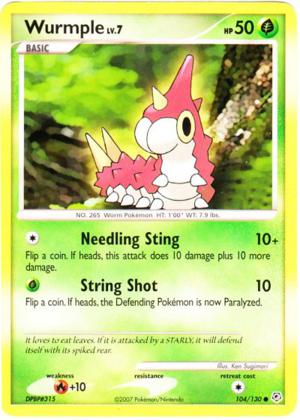 Wurmple LV.7 HP 50
BASIC
NO. 265 Worm Pokémon HT: 1'00" WT: 7.9 lbs.
Needling Sting 10+
Flip a coin. If heads, this attack does 10 damage plus 10 more
damage.
String Shot 10
Flip a coin. If heads, the Defending Pokémon is now Paralyzed.
It loves to eat leaves. If it is attacked by a STARLY, it will defend
itself with its spiked rear.
Illus. Ken Sugimori
weakness resistance retreat cost
+10
DPBP#315 ©2007 Pokémon/Nintendo 104/130